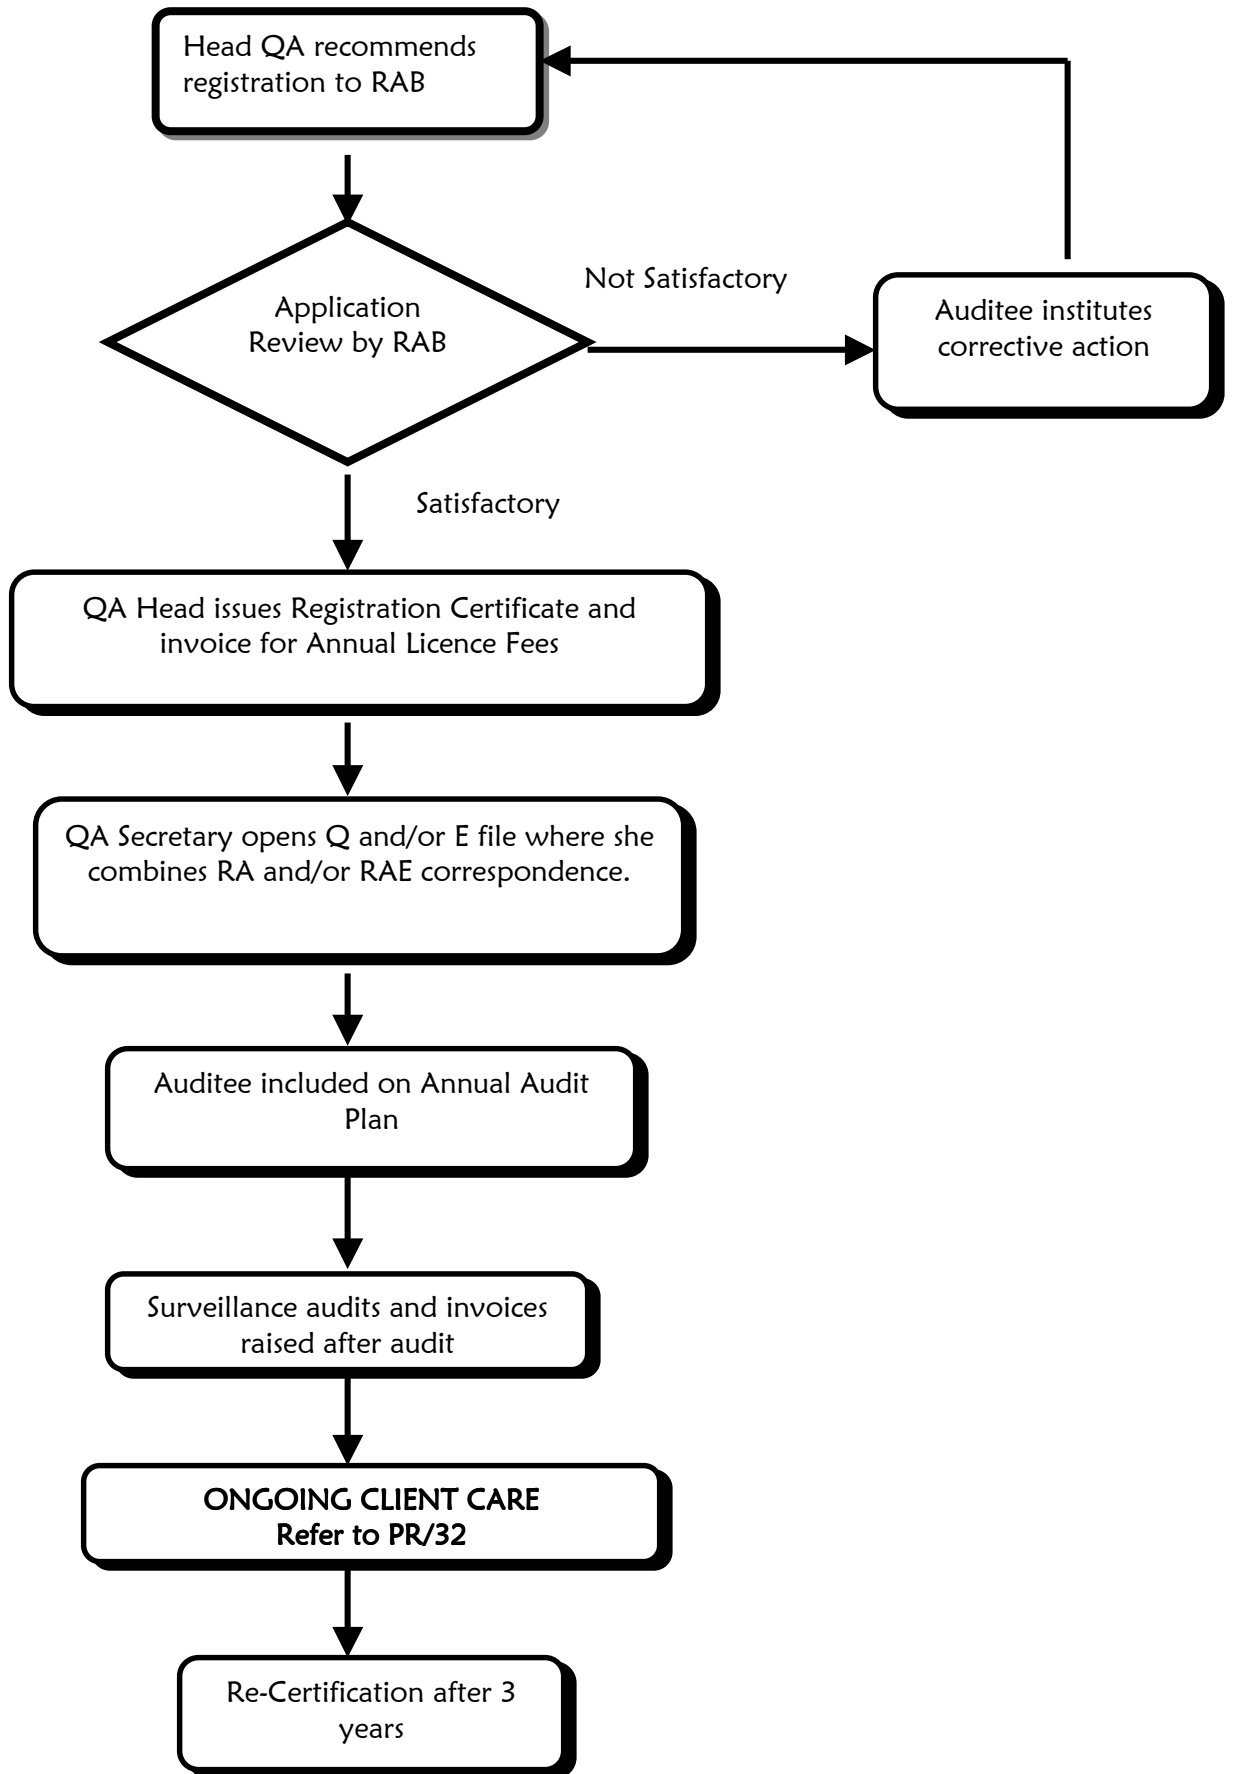 Head QA recommends
registration to RAB
Application
Review by RAB
Not Satisfactory
Auditee institutes
corrective action
Satisfactory
QA Head issues Registration Certificate and
invoice for Annual Licence Fees
QA Secretary opens Q and/or E file where she
combines RA and/or RAE correspondence.
Auditee included on Annual Audit
Plan
Surveillance audits and invoices
raised after audit
ONGOING CLIENT CARE
Refer to PR/32
Re-Certification after 3
years